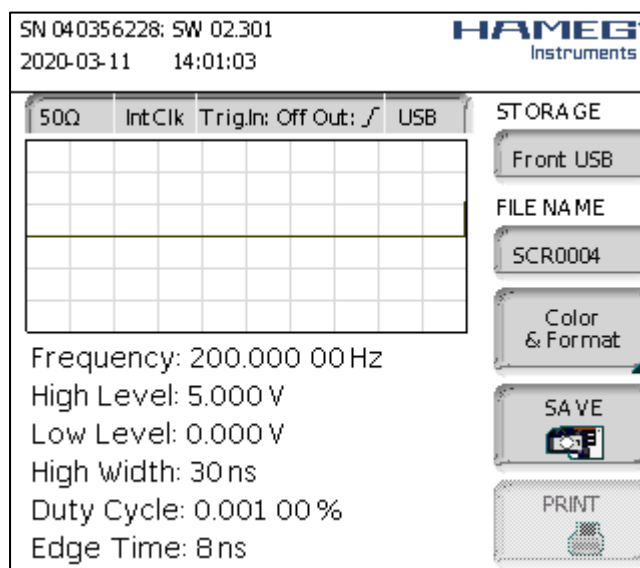 SN 040356228; SW 02.301
2020-03-11 14:01:03
HAMEG
Instruments
50Ω IntClk Trig.In: Off Out: USB
STORAGE
Front USB
FILE NAME
SCR0004
Color
& Format
SAVE
PRINT
Frequency: 200.000 00 Hz
High Level: 5.000 V
Low Level: 0.000 V
High Width: 30 ns
Duty Cycle: 0.001 00 %
Edge Time: 8 ns